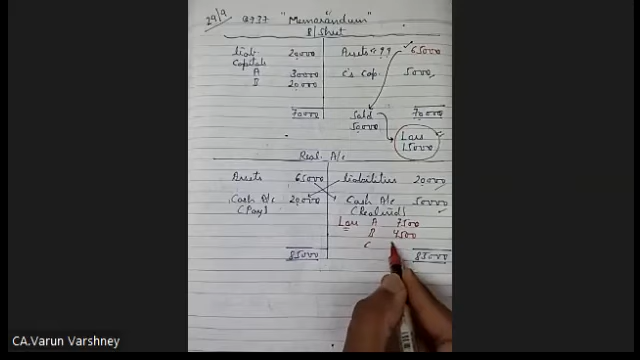 29/9 Q937 "Memorandum"
B/Sheet
Liab 20000 Assets 65000
Capitals
A 30000 C's Cap. 5000
B 20000
70000 70000
Sold
50000
Loss
15000
Real. A/c
Assets 65000 Liabilities 20000
Cash A/c 20000 Cash A/c 50000
(Pay) (Realised)
Loss A 7500
B 4500
C
85000 85000
CA.Varun Varshney